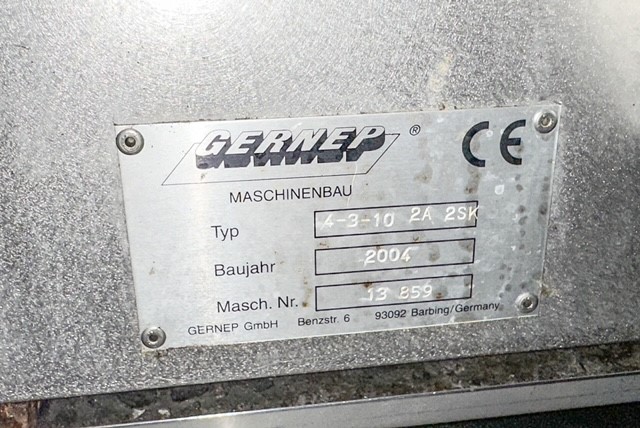 GERNEP ® CE
MASCHINENBAU
Typ 4-3-10 2A 2SK
Baujahr 2004
Masch. Nr. 13 859
GERNEP GmbH Benzstr. 6 93092 Barbing/Germany